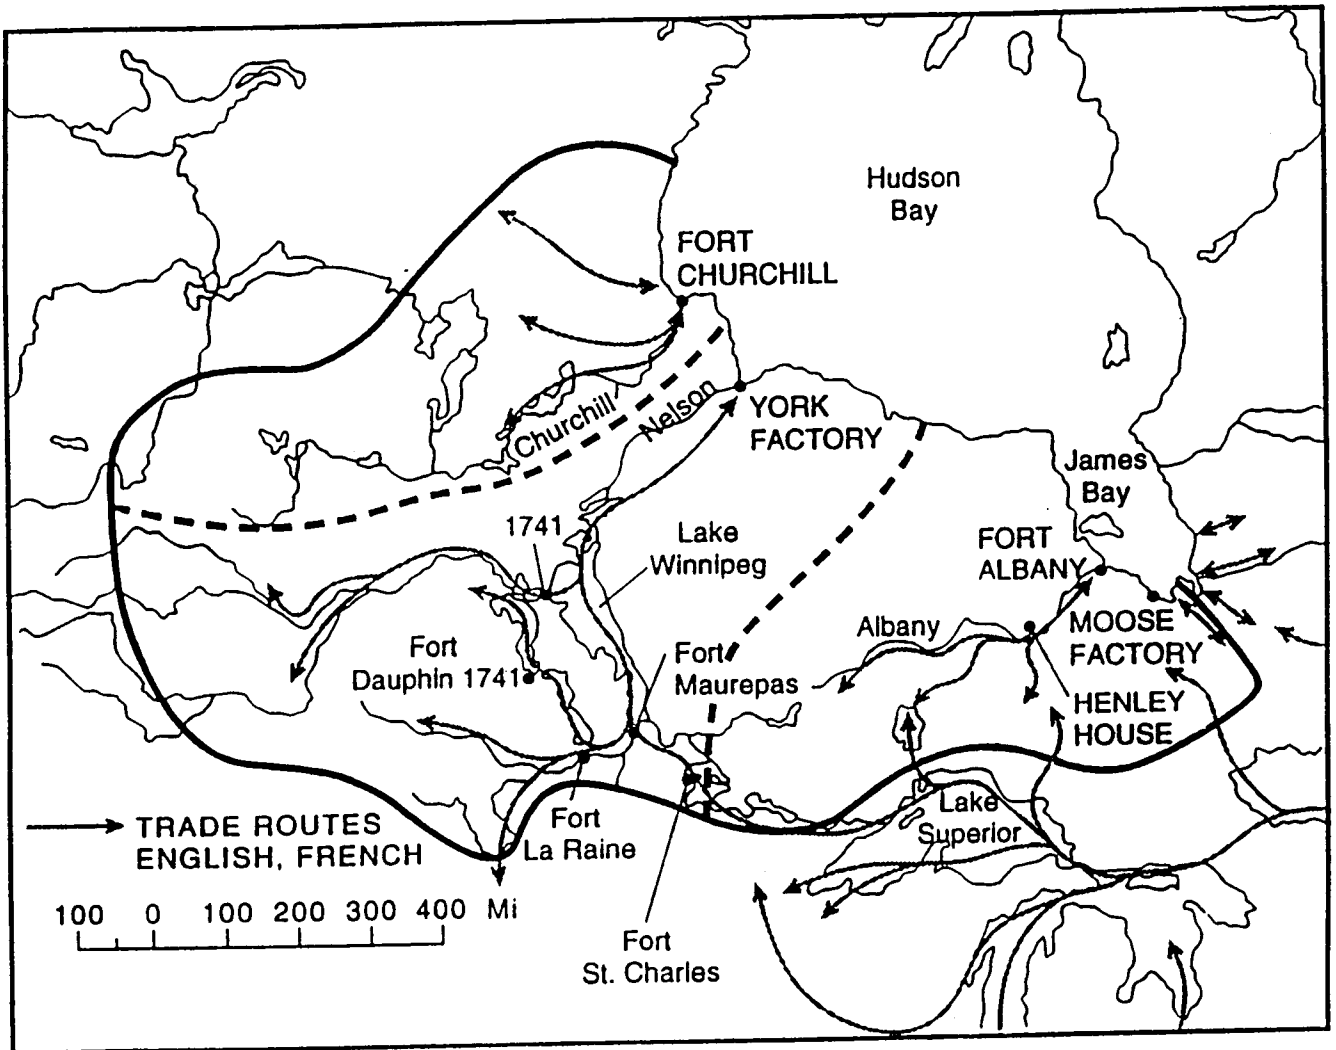 Hudson
Bay
FORT
CHURCHILL
Churchill
Nelson
YORK
FACTORY
James
Bay
1741
Lake
Winnipeg
FORT
ALBANY
Albany
MOOSE
FACTORY
Fort
Dauphin 1741
Fort
Maurepas
HENLEY
HOUSE
Lake
Superior
Fort
La Raine
TRADE ROUTES
ENGLISH, FRENCH
100 0 100 200 300 400 Mi
Fort
St. Charles